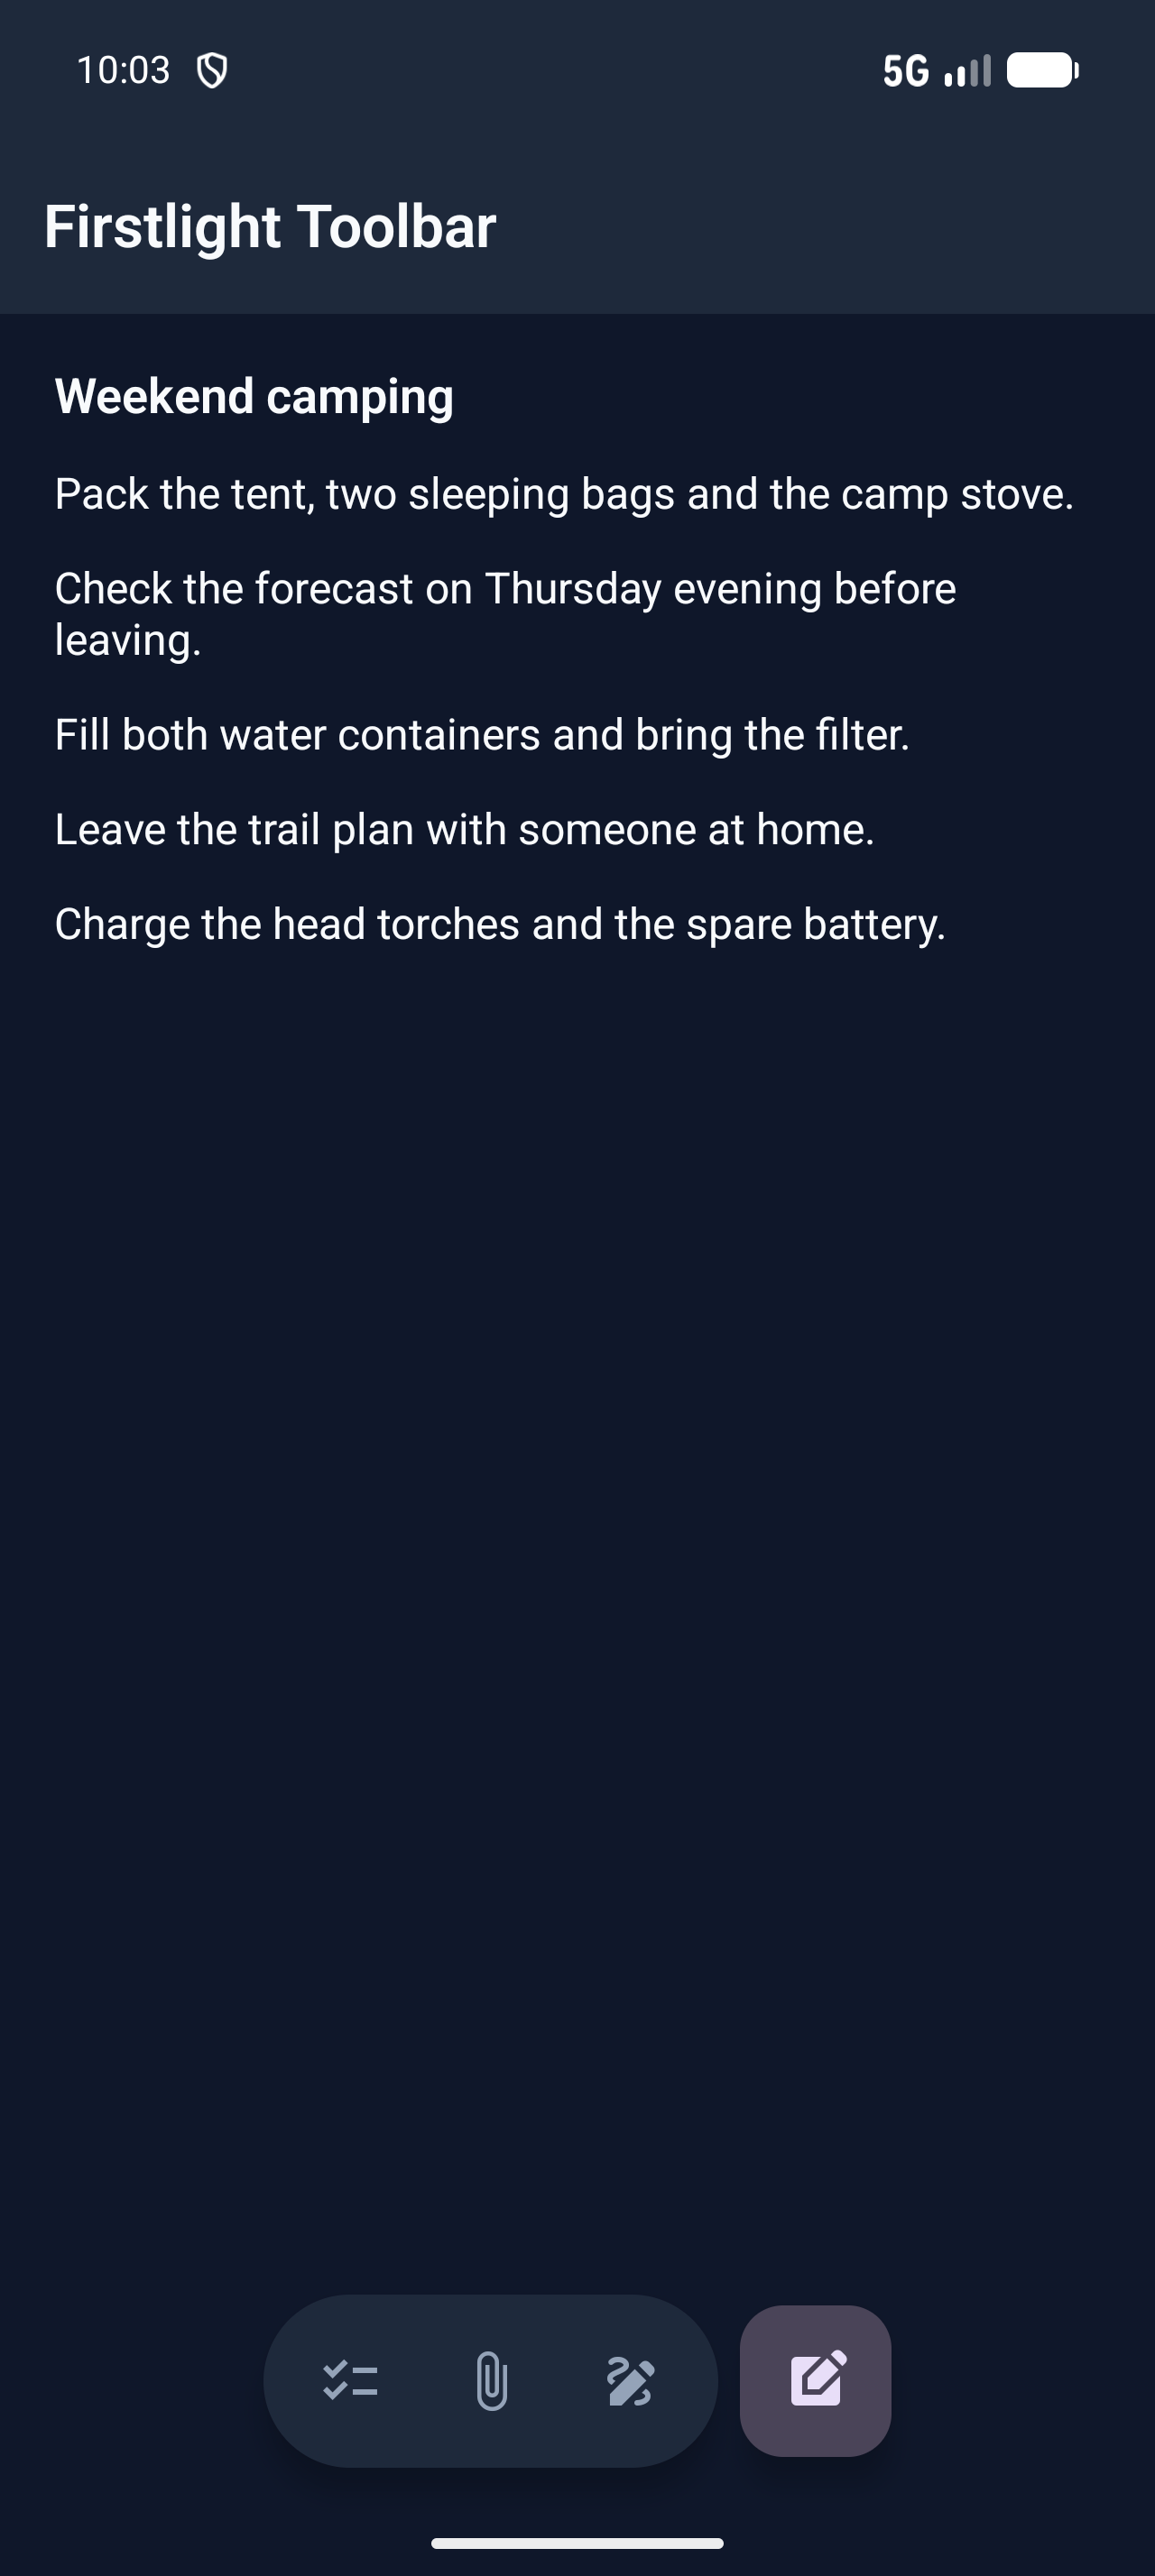 10:03
5G
Firstlight Toolbar
Weekend camping
Pack the tent, two sleeping bags and the camp stove.
Check the forecast on Thursday evening before
leaving.
Fill both water containers and bring the filter.
Leave the trail plan with someone at home.
Charge the head torches and the spare battery.